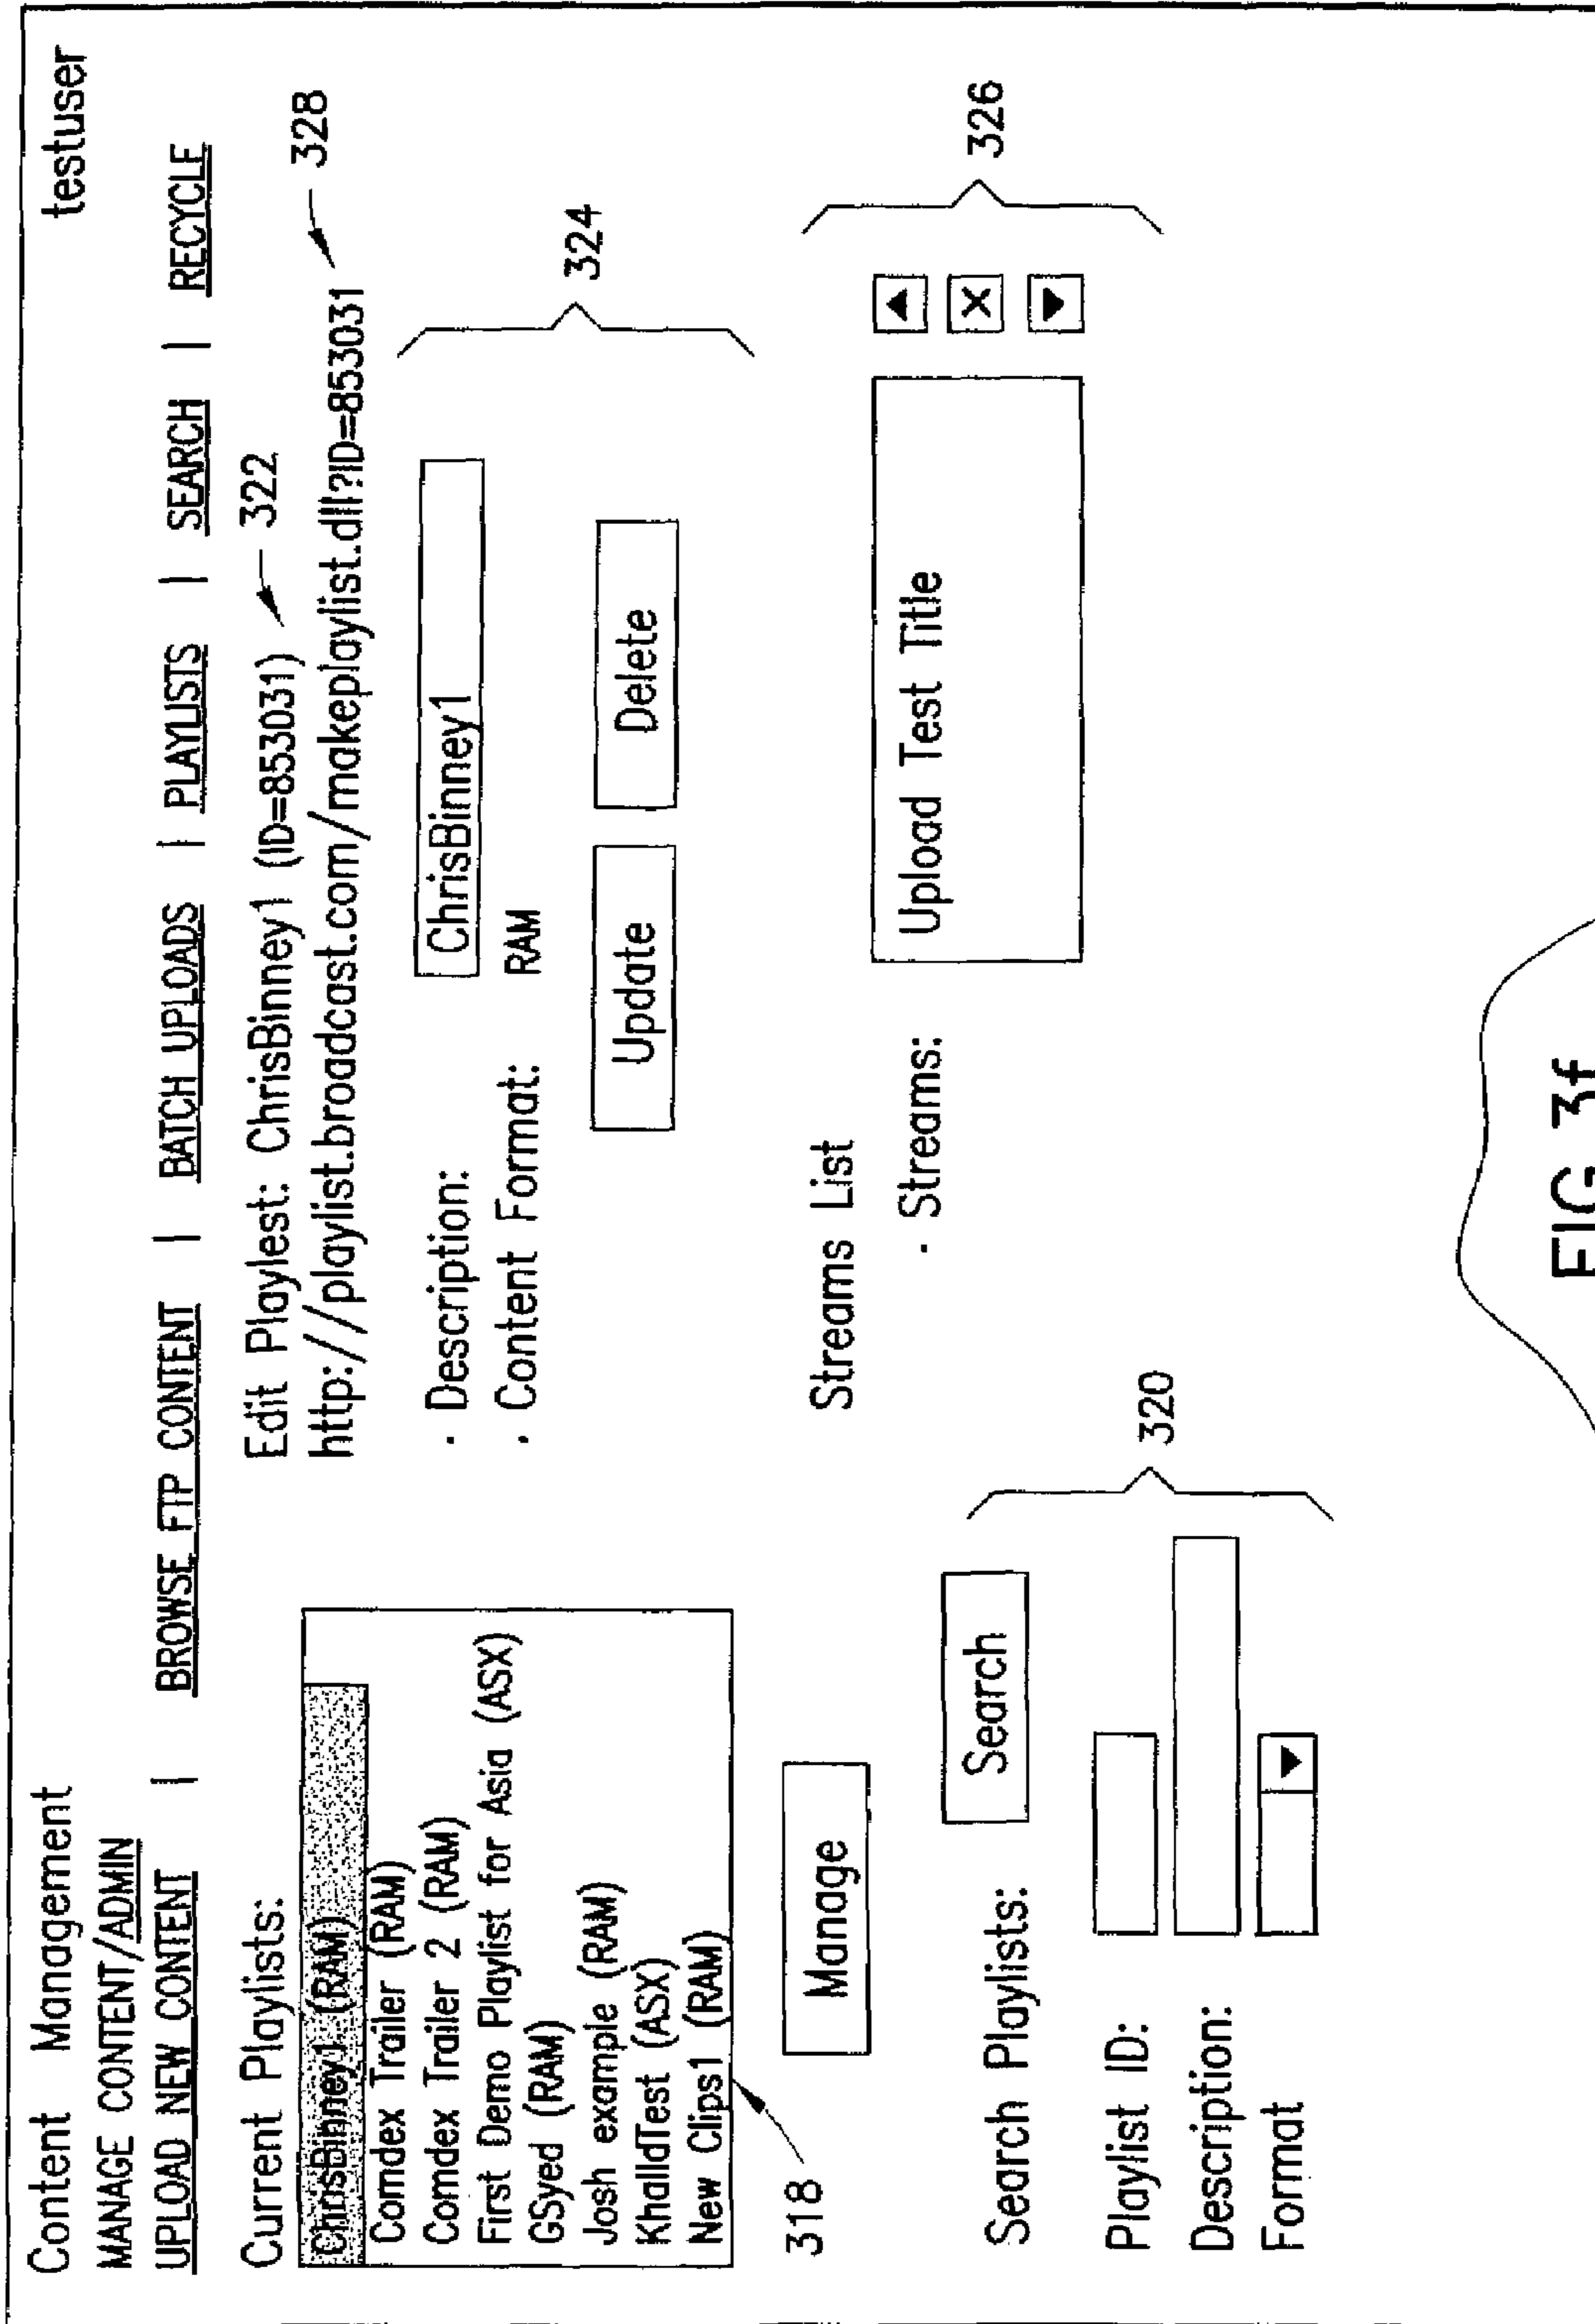 Content Management
testuser
MANAGE CONTENT/ADMIN
UPLOAD NEW CONTENT | BROWSE FTP CONTENT | BATCH UPLOADS | PLAYLISTS | SEARCH | RECYCLE
Current Playlists:
ChrisBinney1 (RAM)
Comdex Trailer (RAM)
Comdex Trailer 2 (RAM)
First Demo Playlist for Asia (ASX)
GSyed (RAM)
Josh example (RAM)
KhalldTest (ASX)
New Clips1 (RAM)
318
Manage
Search Playlists:
Search
Playlist ID:
Description:
Format
320
Edit Playlest: ChrisBinney1 (ID=853031)
322
http://playlist.broadcast.com/makeplaylist.dll?ID=853031
328
· Description:
ChrisBinney1
· Content Format:
RAM
Update
Delete
324
Streams List
· Streams:
Upload Test Title
X
326
FIG.3f